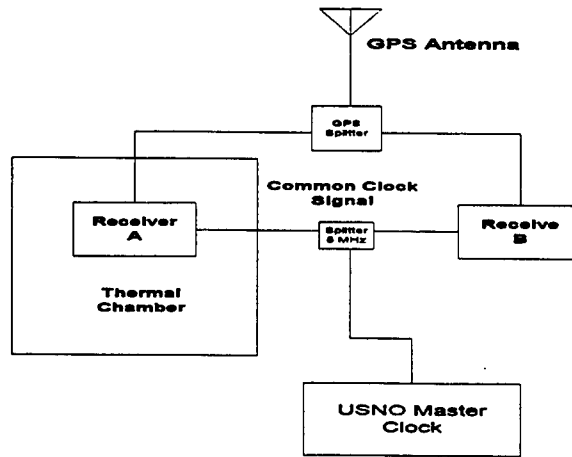 GPS Antenna
GPS
Splitter
Common Clock
Signal
Receiver
A
Splitter
5 MHz
Receive
B
Thermal
Chamber
USNO Master
Clock